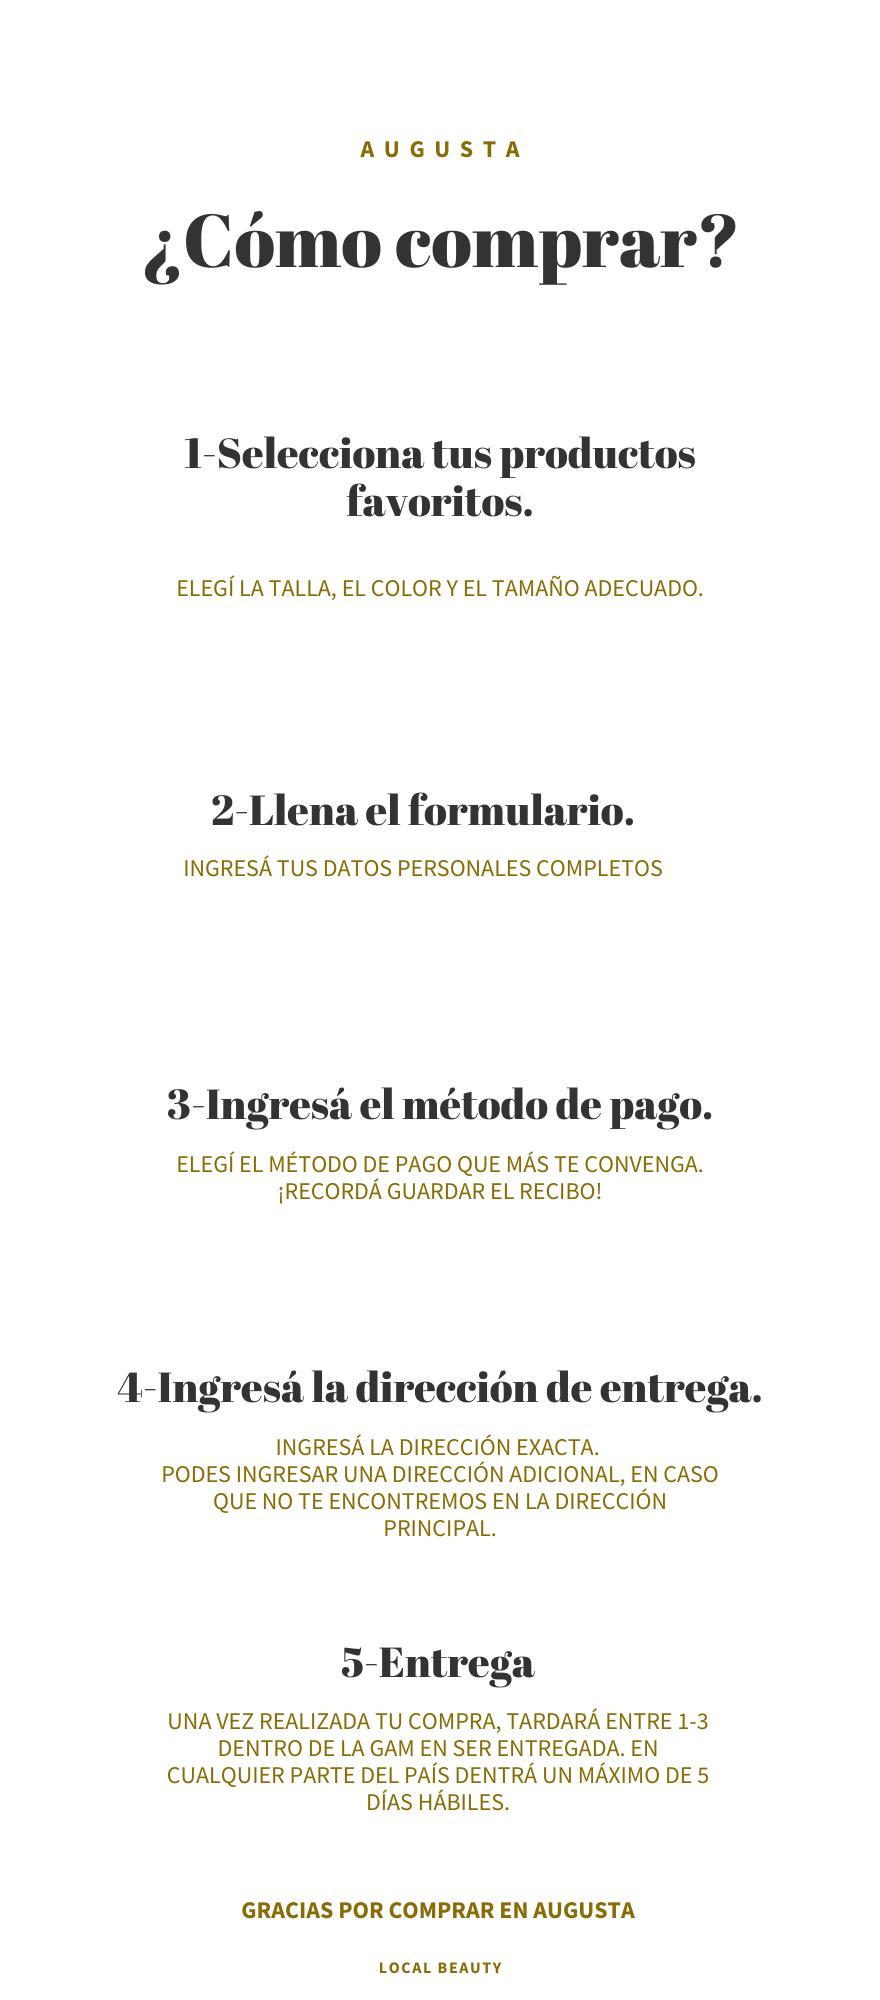 AUGUSTA
¿Cómo comprar?
1-Selecciona tus productos
favoritos.
ELEGÍ LA TALLA, EL COLOR Y EL TAMAÑO ADECUADO.
2-Llena el formulario.
INGRESÁ TUS DATOS PERSONALES COMPLETOS
3-Ingresá el método de pago.
ELEGÍ EL MÉTODO DE PAGO QUE MÁS TE CONVENGA.
¡RECORDÁ GUARDAR EL RECIBO!
4-Ingresá la dirección de entrega.
INGRESÁ LA DIRECCIÓN EXACTA.
PODES INGRESAR UNA DIRECCIÓN ADICIONAL, EN CASO
QUE NO TE ENCONTREMOS EN LA DIRECCIÓN
PRINCIPAL.
5-Entrega
UNA VEZ REALIZADA TU COMPRA, TARDARÁ ENTRE 1-3
DENTRO DE LA GAM EN SER ENTREGADA. EN
CUALQUIER PARTE DEL PAÍS DENTRÁ UN MÁXIMO DE 5
DÍAS HÁBILES.
GRACIAS POR COMPRAR EN AUGUSTA
LOCAL BEAUTY